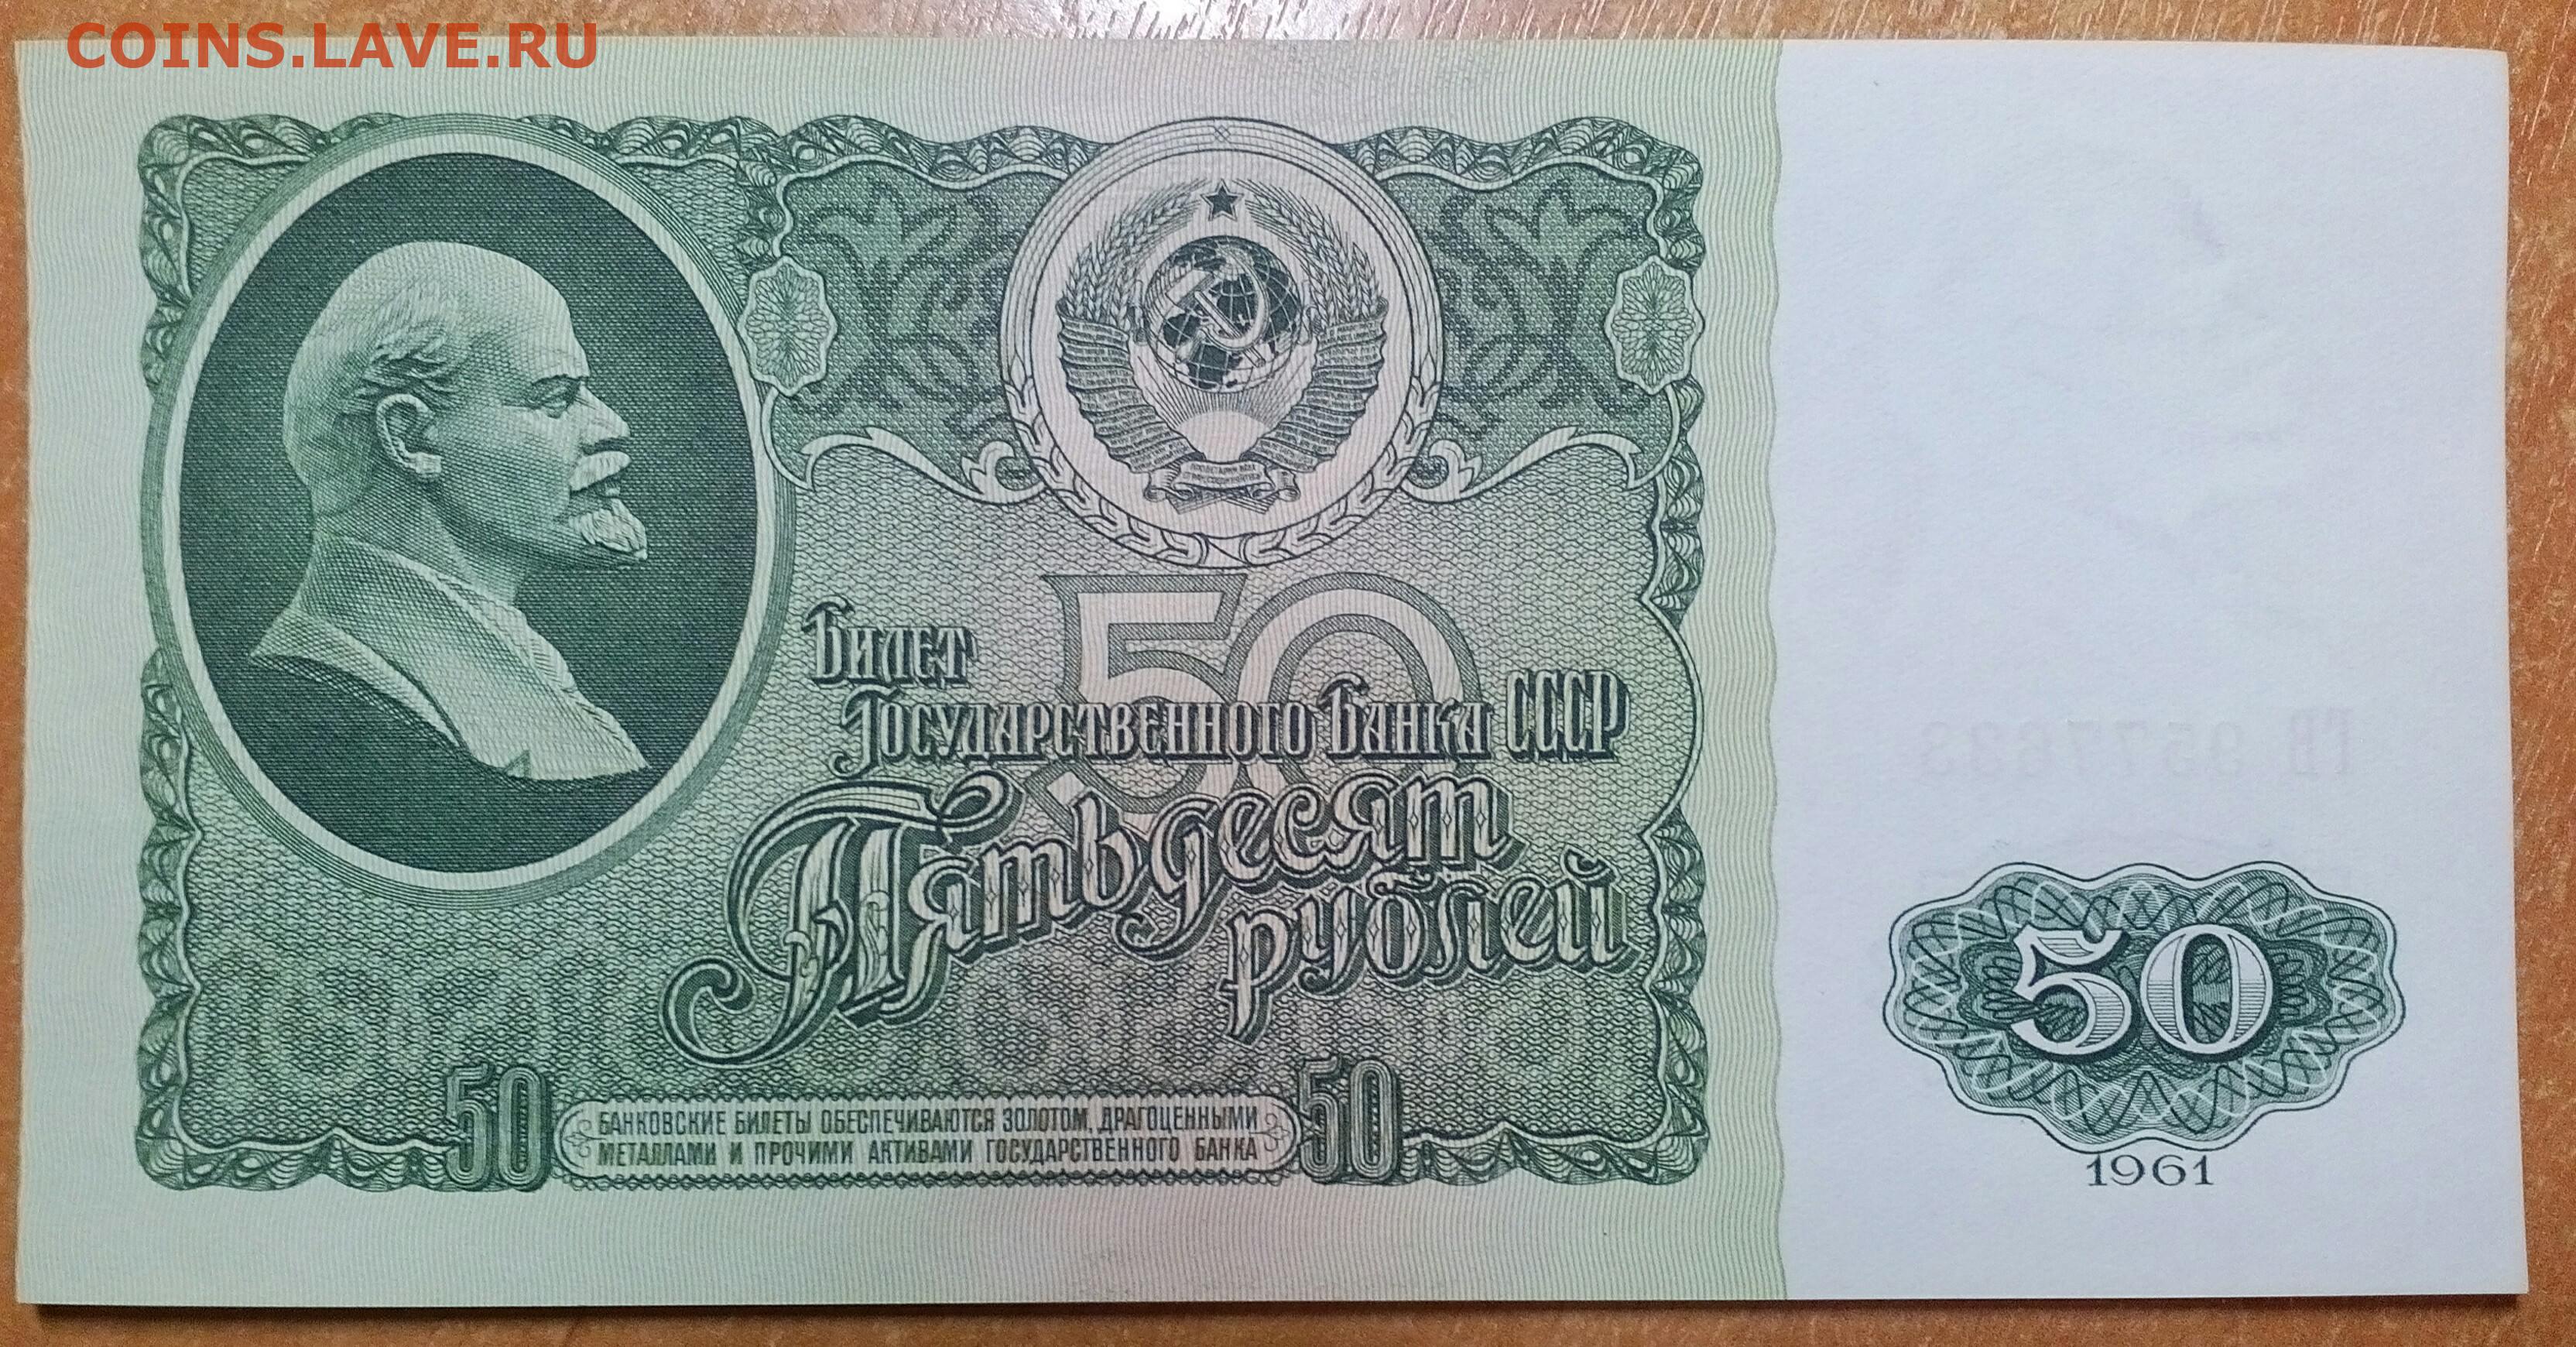 COINS.LAVE.RU
50
Билет
Государственного Банка СССР
Пятьдесят
рублей
50
БАНКОВСКИЕ БИЛЕТЫ ОБЕСПЕЧИВАЮТСЯ ЗОЛОТОМ, ДРАГОЦЕННЫМИ
МЕТАЛЛАМИ И ПРОЧИМИ АКТИВАМИ ГОСУДАРСТВЕННОГО БАНКА
50
50
1961